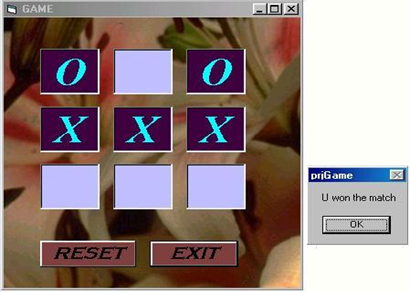 GAME
O O
X X X
RESET EXIT
prjGame
U won the match
OK